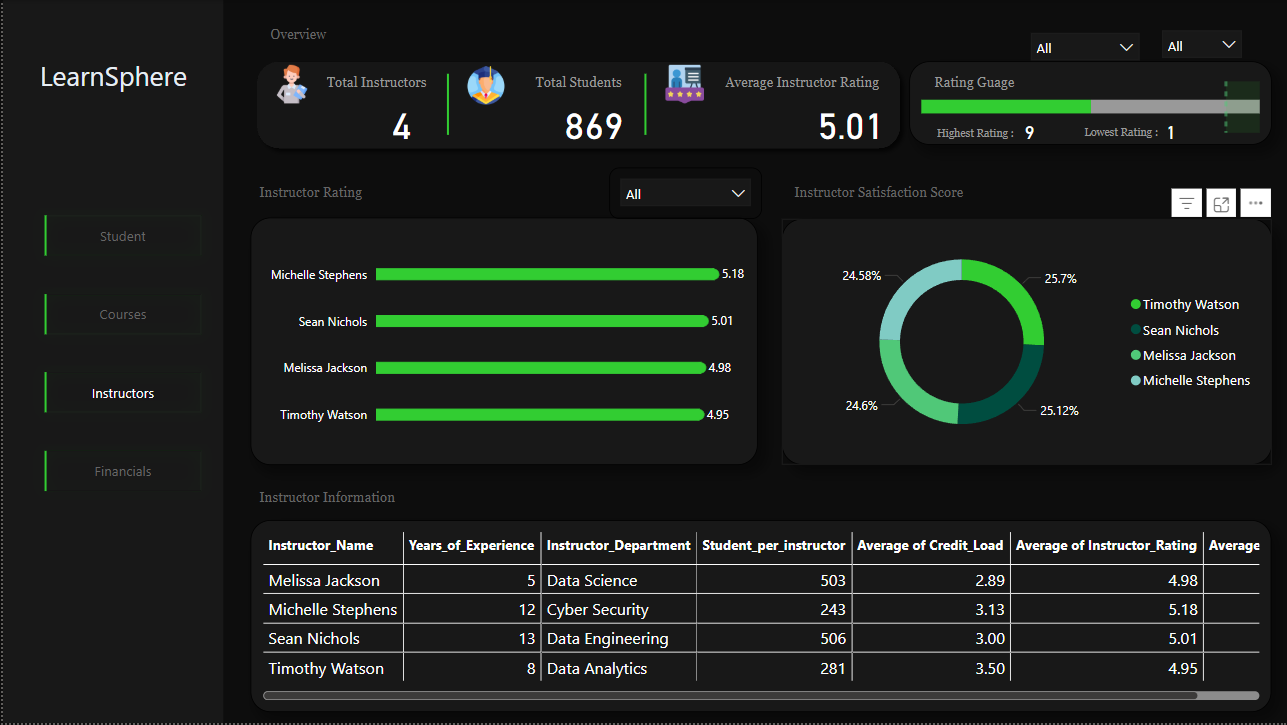 LearnSphere
Student
Courses
Instructors
Financials
Overview
All
All
Total Instructors
4
Total Students
869
Average Instructor Rating
5.01
Rating Guage
Highest Rating : 9
Lowest Rating : 1
Instructor Rating
All
Michelle Stephens 5.18
Sean Nichols 5.01
Melissa Jackson 4.98
Timothy Watson 4.95
Instructor Satisfaction Score
24.58%
25.7%
24.6%
25.12%
Timothy Watson
Sean Nichols
Melissa Jackson
Michelle Stephens
Instructor Information
Instructor_Name Years_of_Experience Instructor_Department Student_per_instructor Average of Credit_Load Average of Instructor_Rating Average
Melissa Jackson 5 Data Science 503 2.89 4.98
Michelle Stephens 12 Cyber Security 243 3.13 5.18
Sean Nichols 13 Data Engineering 506 3.00 5.01
Timothy Watson 8 Data Analytics 281 3.50 4.95